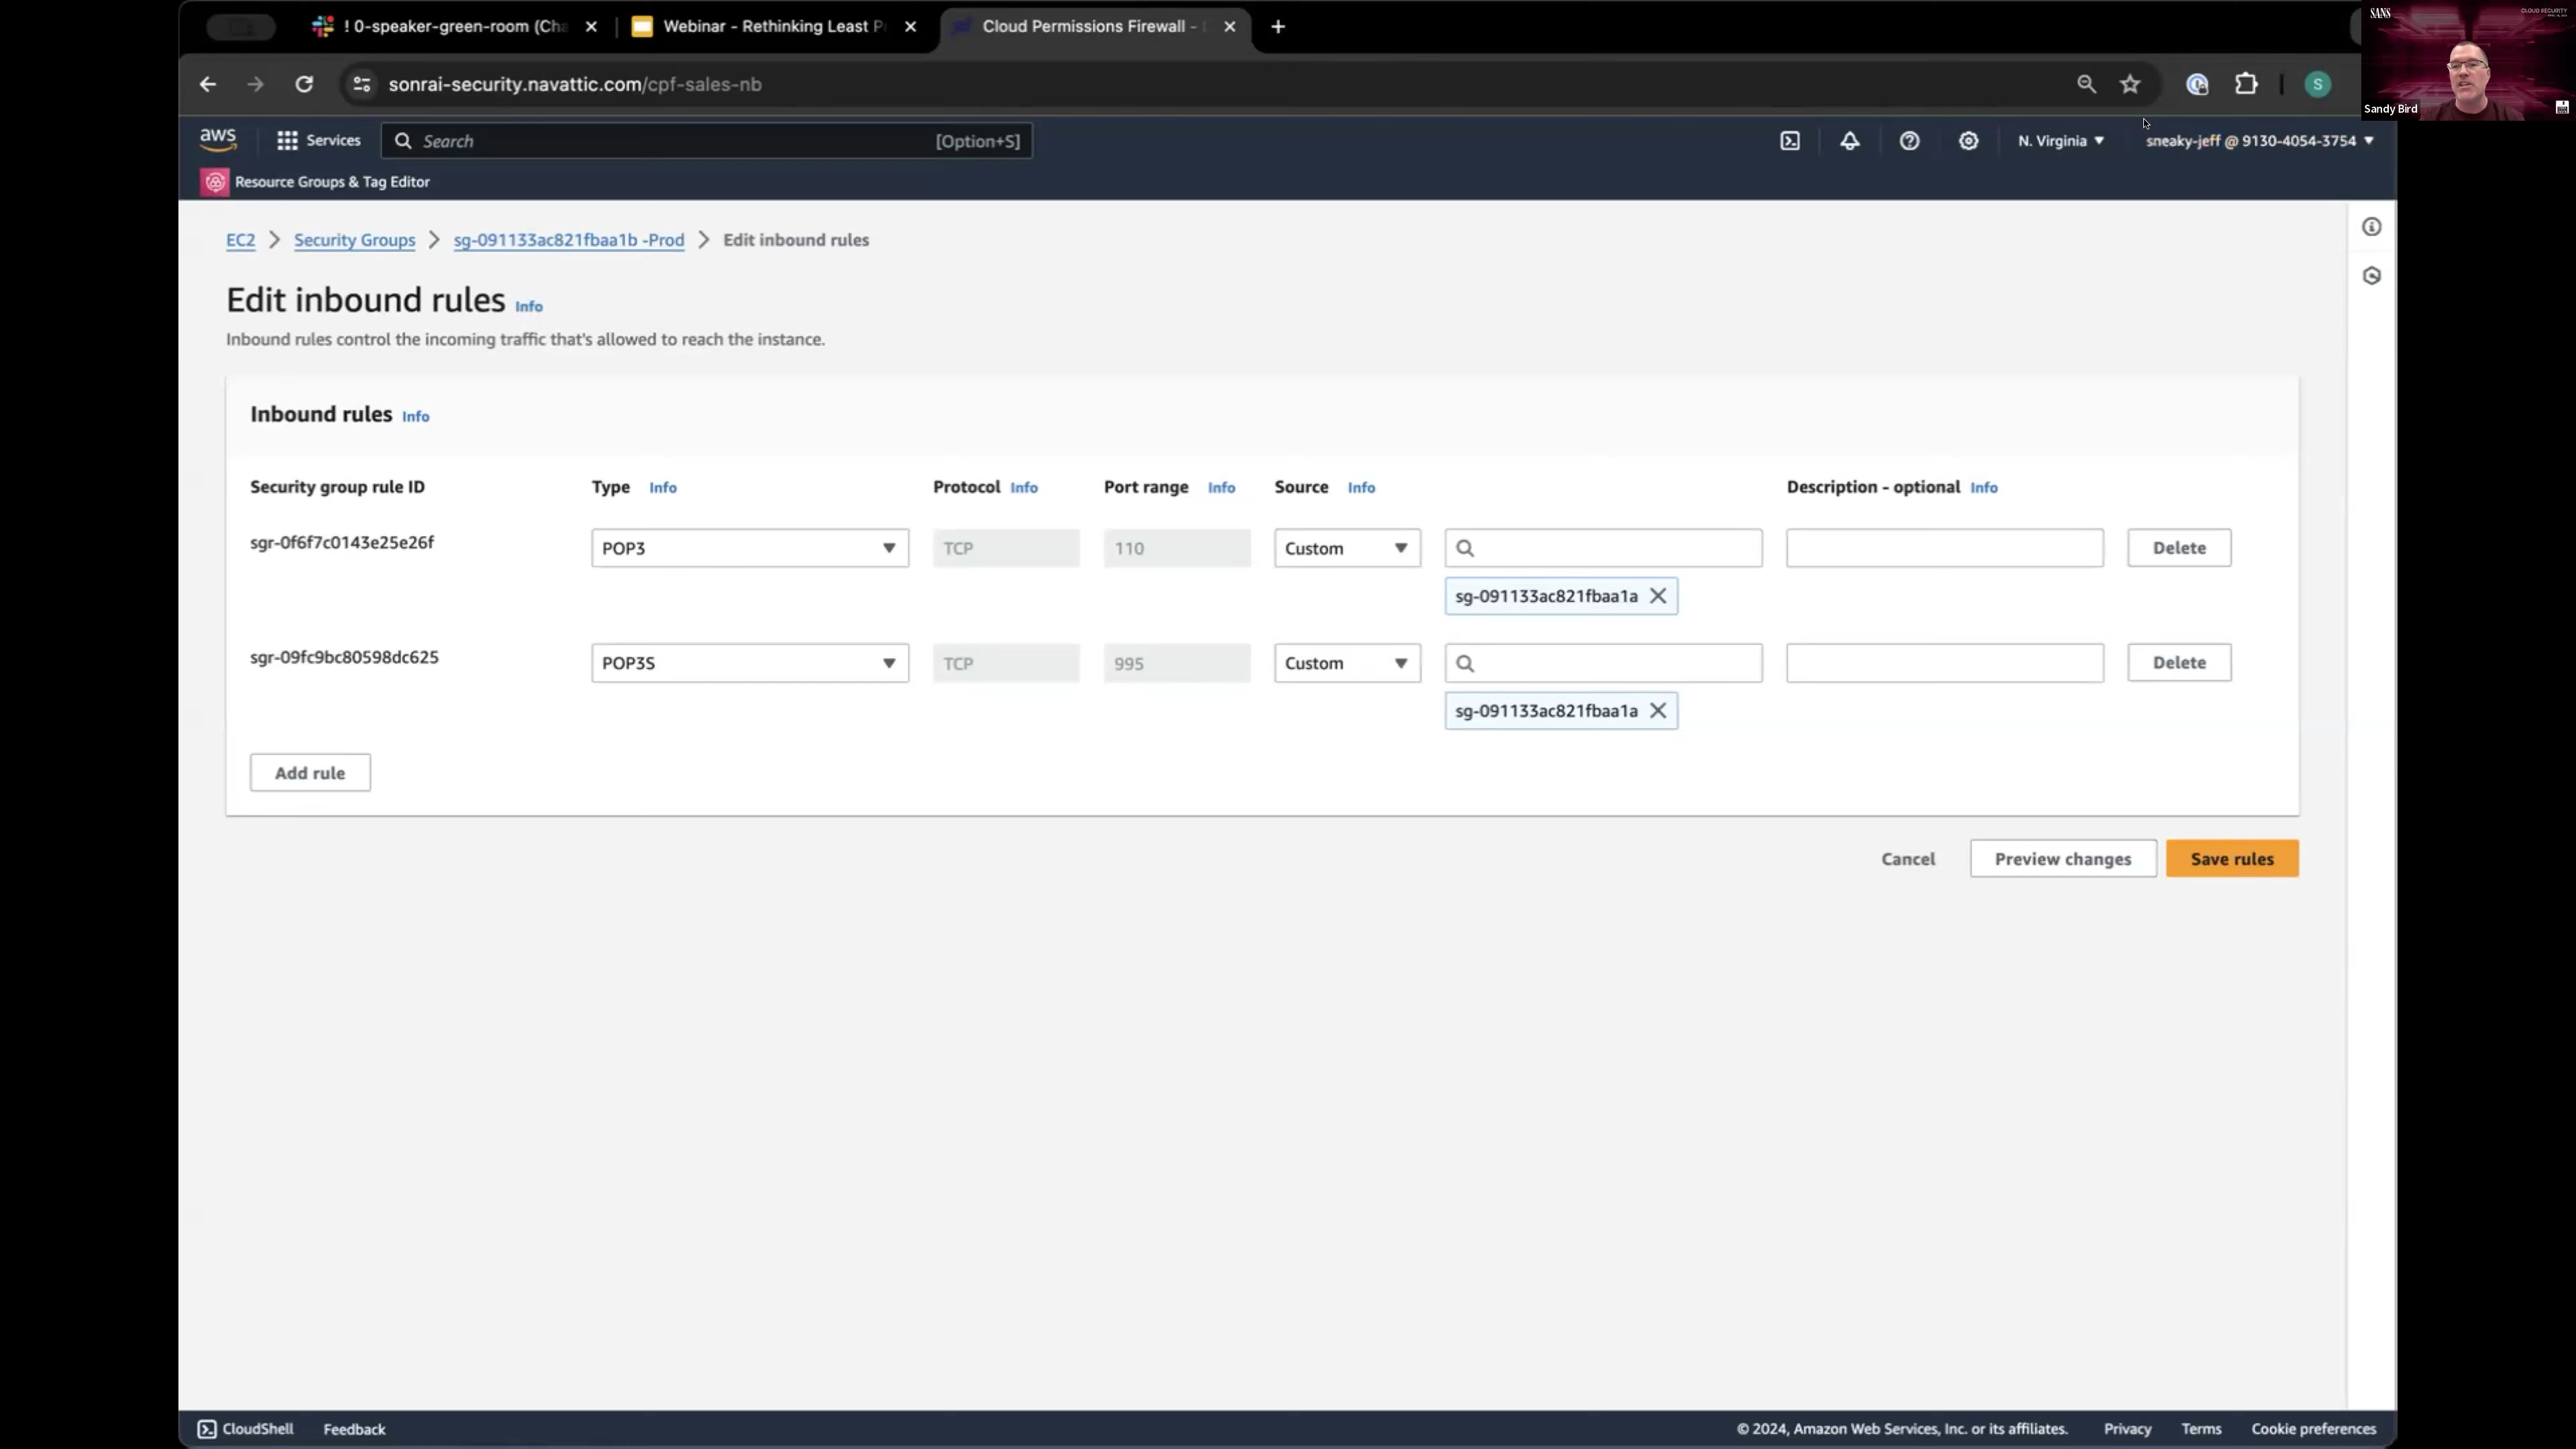 ! 0-speaker-green-room (Cha
Webinar - Rethinking Least P
Cloud Permissions Firewall -
sonrai-security.navattic.com/cpf-sales-nb
S
SANS
CLOUD SECURITY
Sandy Bird
aws
Services
Search
[Option+S]
N. Virginia
sneaky-jeff @ 9130-4054-3754
Resource Groups & Tag Editor
EC2
Security Groups
sg-091133ac821fbaa1b -Prod
Edit inbound rules
Edit inbound rules Info
Inbound rules control the incoming traffic that's allowed to reach the instance.
Inbound rules Info
Security group rule ID
Type Info
Protocol Info
Port range Info
Source Info
Description - optional Info
sgr-0f6f7c0143e25e26f
POP3
TCP
110
Custom
Delete
sg-091133ac821fbaa1a
sgr-09fc9bc80598dc625
POP3S
TCP
995
Custom
Delete
sg-091133ac821fbaa1a
Add rule
Cancel
Preview changes
Save rules
CloudShell
Feedback
© 2024, Amazon Web Services, Inc. or its affiliates.
Privacy
Terms
Cookie preferences